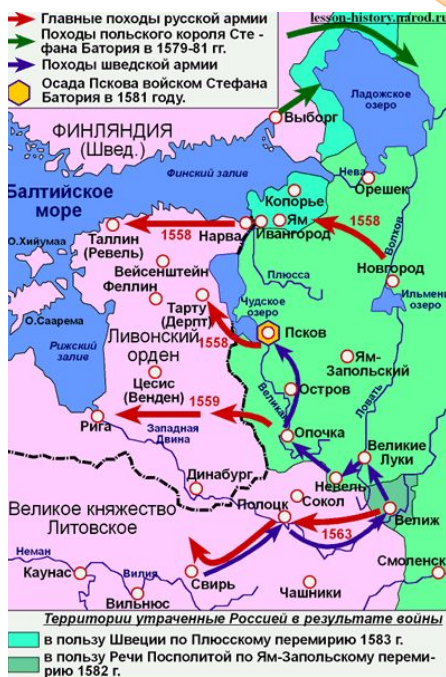 lesson-history.narod.ru
Главные походы русской армии
Походы польского короля Сте -
фана Батория в 1579-81 гг.
Походы шведской армии
Осада Пскова войском Стефана
Батория в 1581 году.
Ладожское
озеро
Выборг
ФИНЛЯНДИЯ
(Швед.)
Финский залив
Нева
Орешек
Балтийское
море
Копорье
Ям
1558
1558
Таллин
(Ревель)
Нарва
Ивангород
Волхов
Новгород
О.Хийумаа
Вейсенштейн
Плюсса
Феллин
Чудское
озеро
Ильмень
озеро
Тарту
(Дерпт)
Псков
О.Саарема
Ливонский
орден
1558
Ям-
Запольский
Рижский
залив
Цесис
(Венден)
Великая
Остров
Ловать
1559
Рига
Западная
Двина
Опочка
Великие
Луки
Динабург
Невель
Сокол
Великое княжество
Литовское
Полоцк
Велиж
1563
Неман
Смоленск
Каунас
Вилия
Свирь
Чашники
Вильнюс
Территории утраченные Россией в результате войны
в пользу Швеции по Плюсскому перемирию 1583 г.
в пользу Речи Посполитой по Ям-Запольскому переми-
рию 1582 г.